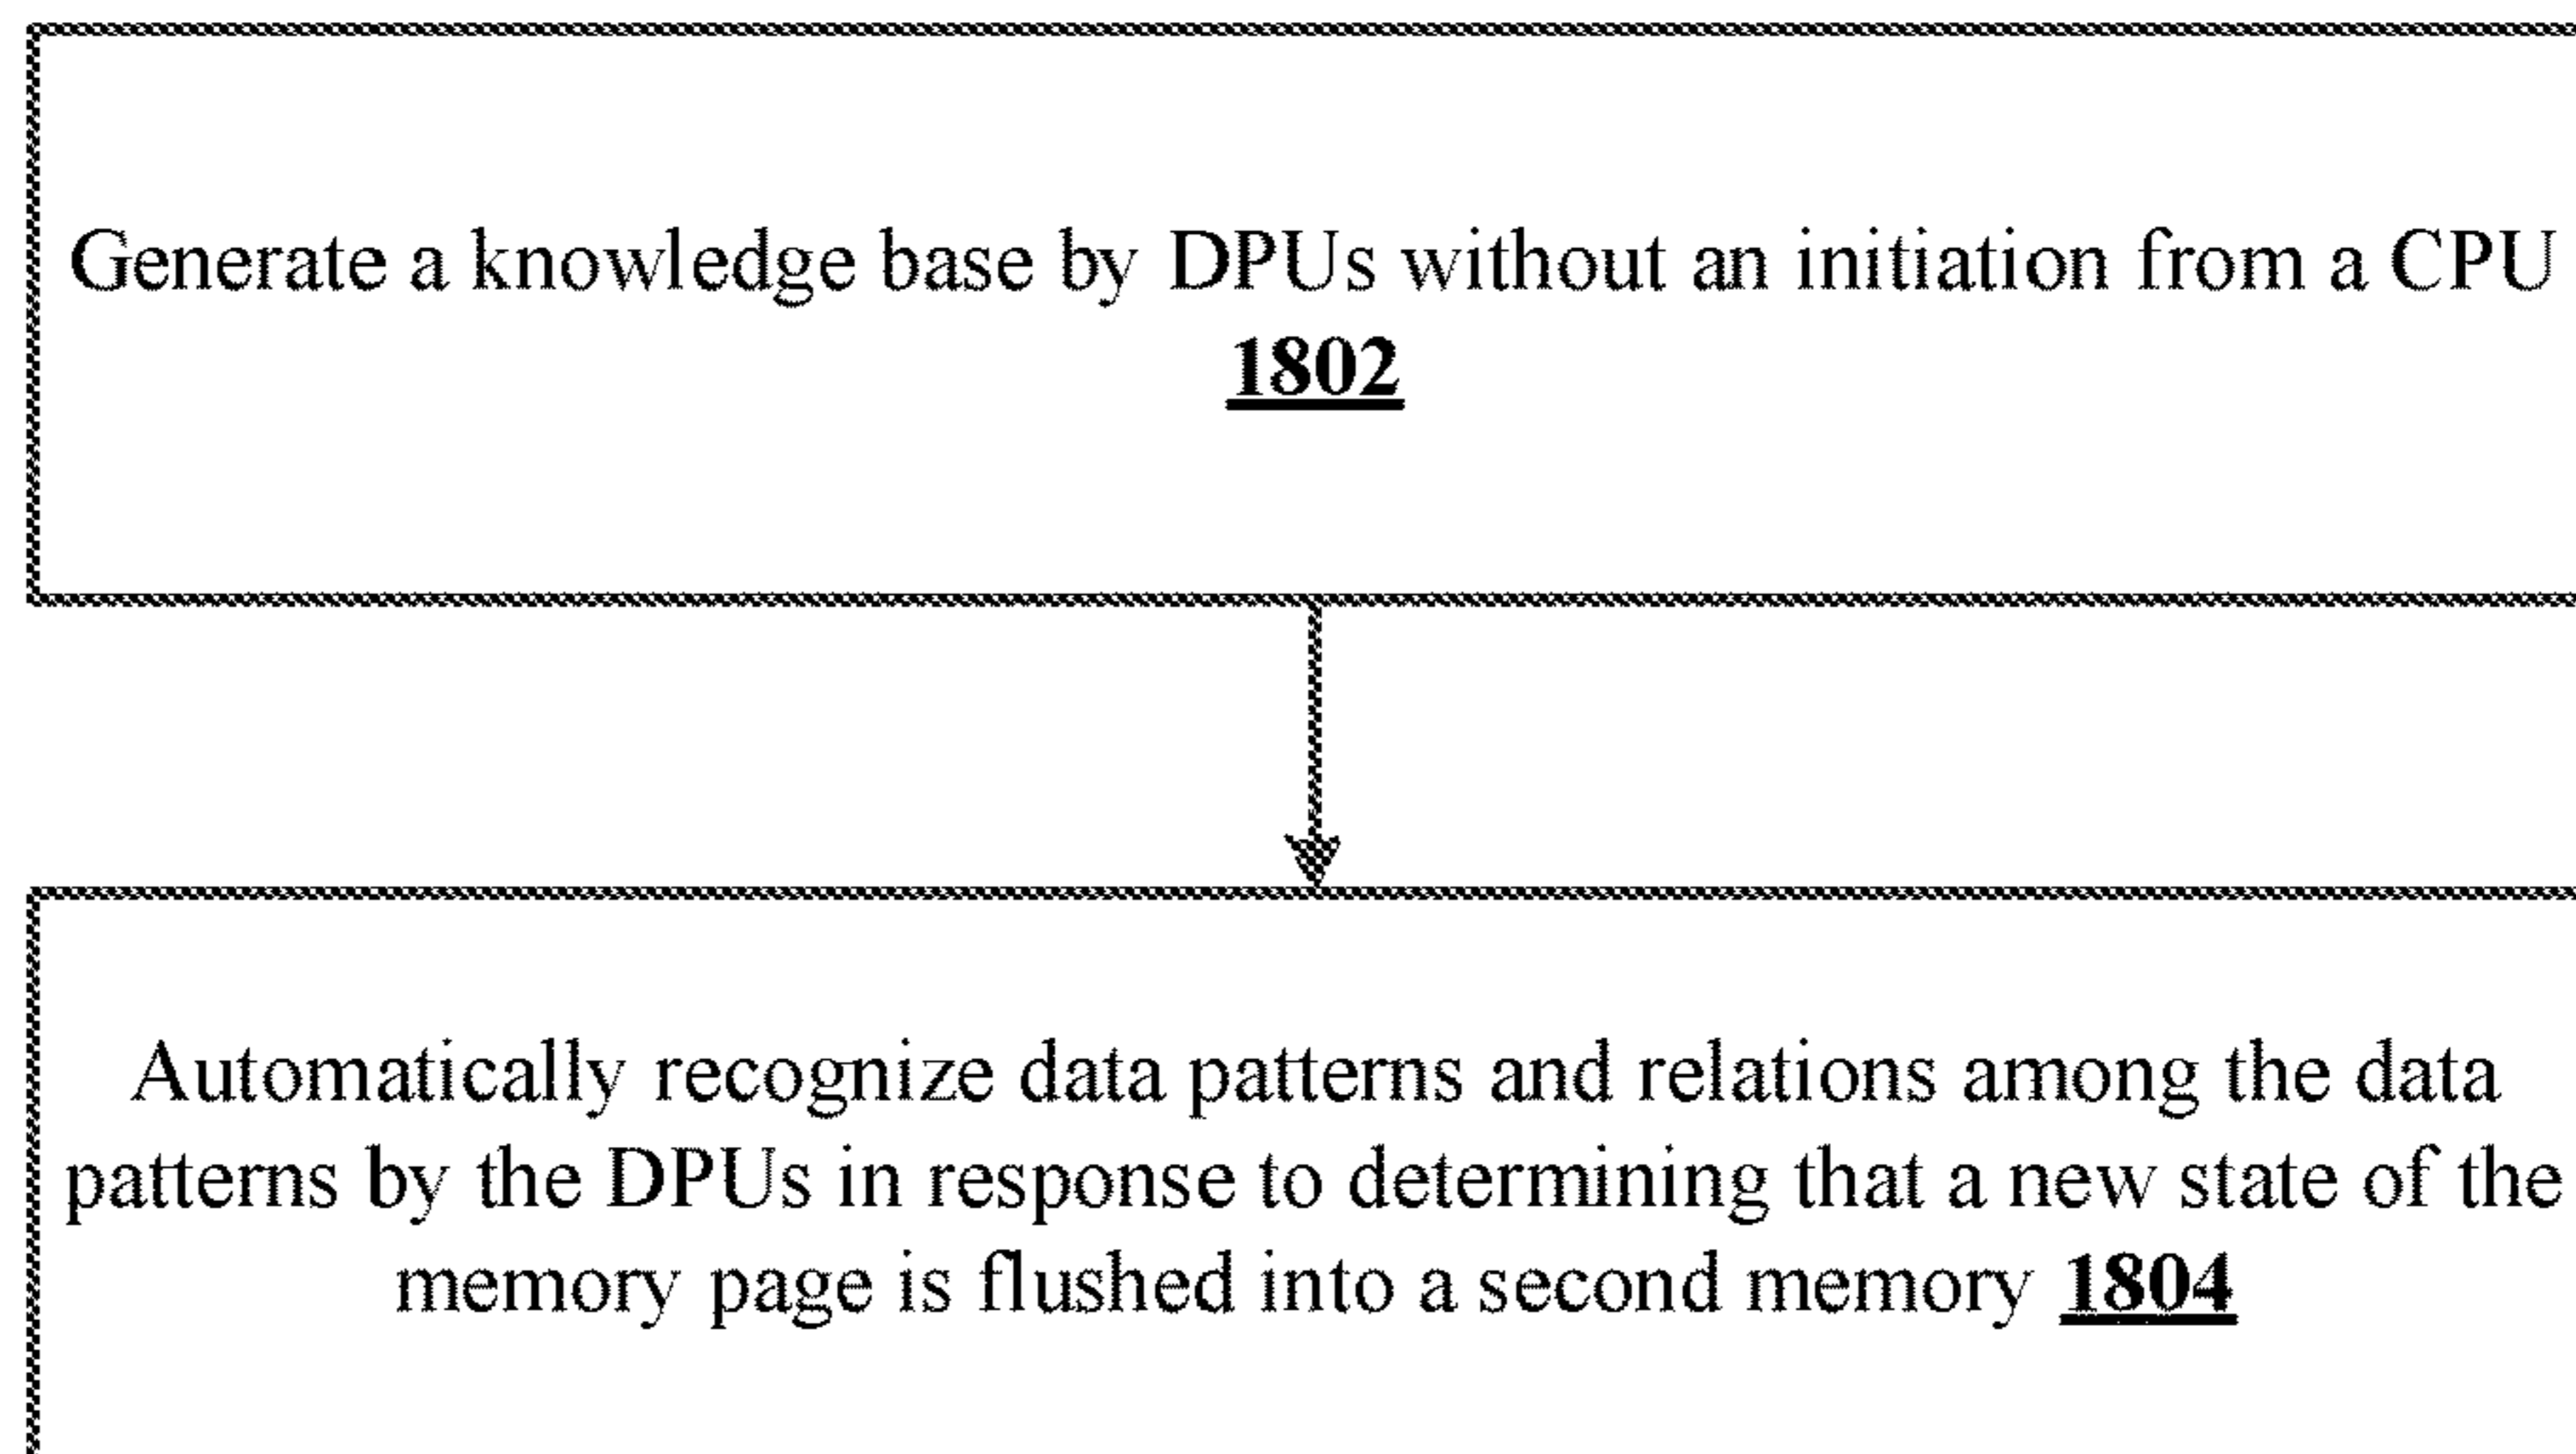 Generate a knowledge base by DPUs without an initiation from a CPU
1802
Automatically recognize data patterns and relations among the data
patterns by the DPUs in response to determining that a new state of the
memory page is flushed into a second memory 1804